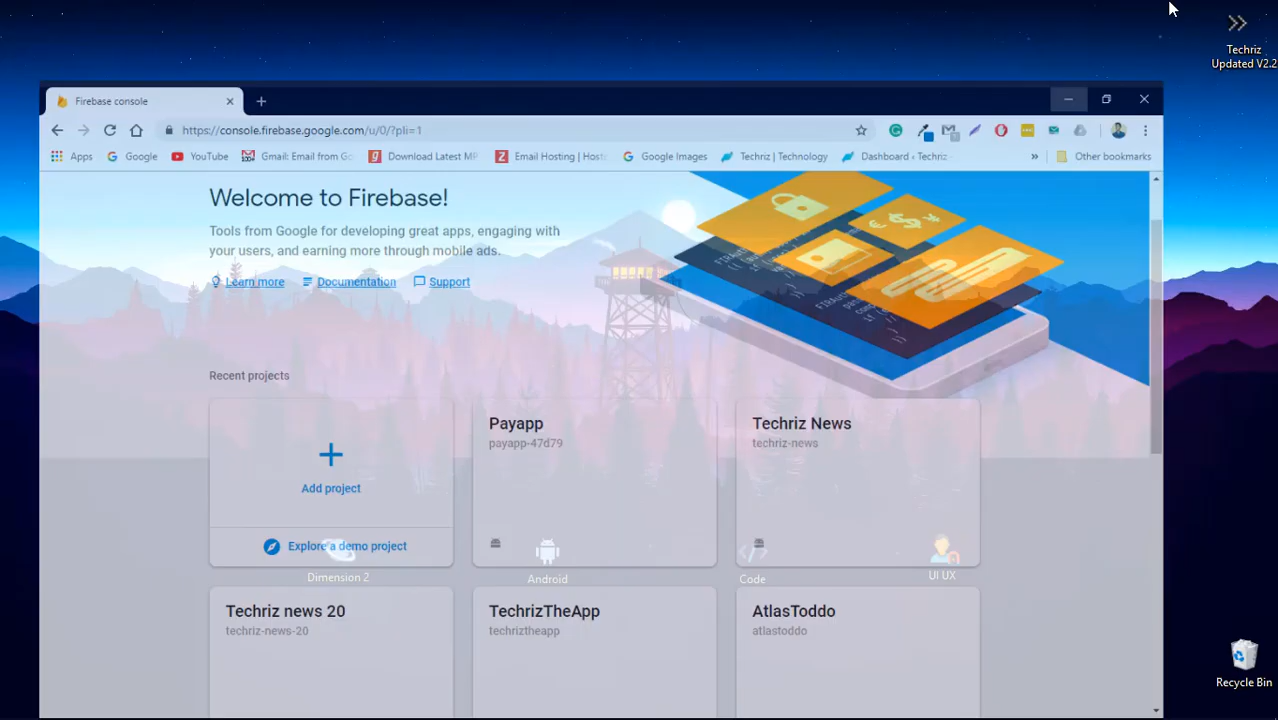 Techriz
Updated V2.2
Firebase console
https://console.firebase.google.com/u/0/?pli=1
Apps
Google
YouTube
Gmail: Email from Go
Download Latest MP
Email Hosting | Host
Google Images
Techriz | Technology
Dashboard ‹ Techriz
»
Other bookmarks
Welcome to Firebase!
Tools from Google for developing great apps, engaging with
your users, and earning more through mobile ads.
Learn more
Documentation
Support
Recent projects
Add project
Explore a demo project
Payapp
payapp-47d79
Techriz News
techriz-news
Dimension 2
Android
Code
UI UX
Techriz news 20
techriz-news-20
TechrizTheApp
techriztheapp
AtlasToddo
atlastoddo
Recycle Bin